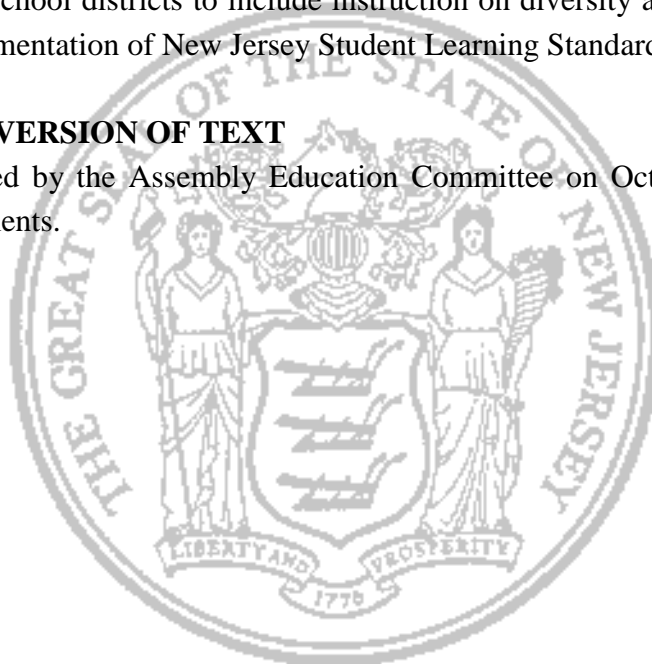 school districts to include instruction on diversity a
mentation of New Jersey Student Learning Standard
VERSION OF TEXT
ed by the Assembly Education Committee on Oct
ents.
THE GREAT SEAL OF THE STATE OF NEW JERSEY
LIBERTY AND PROSPERITY
1776